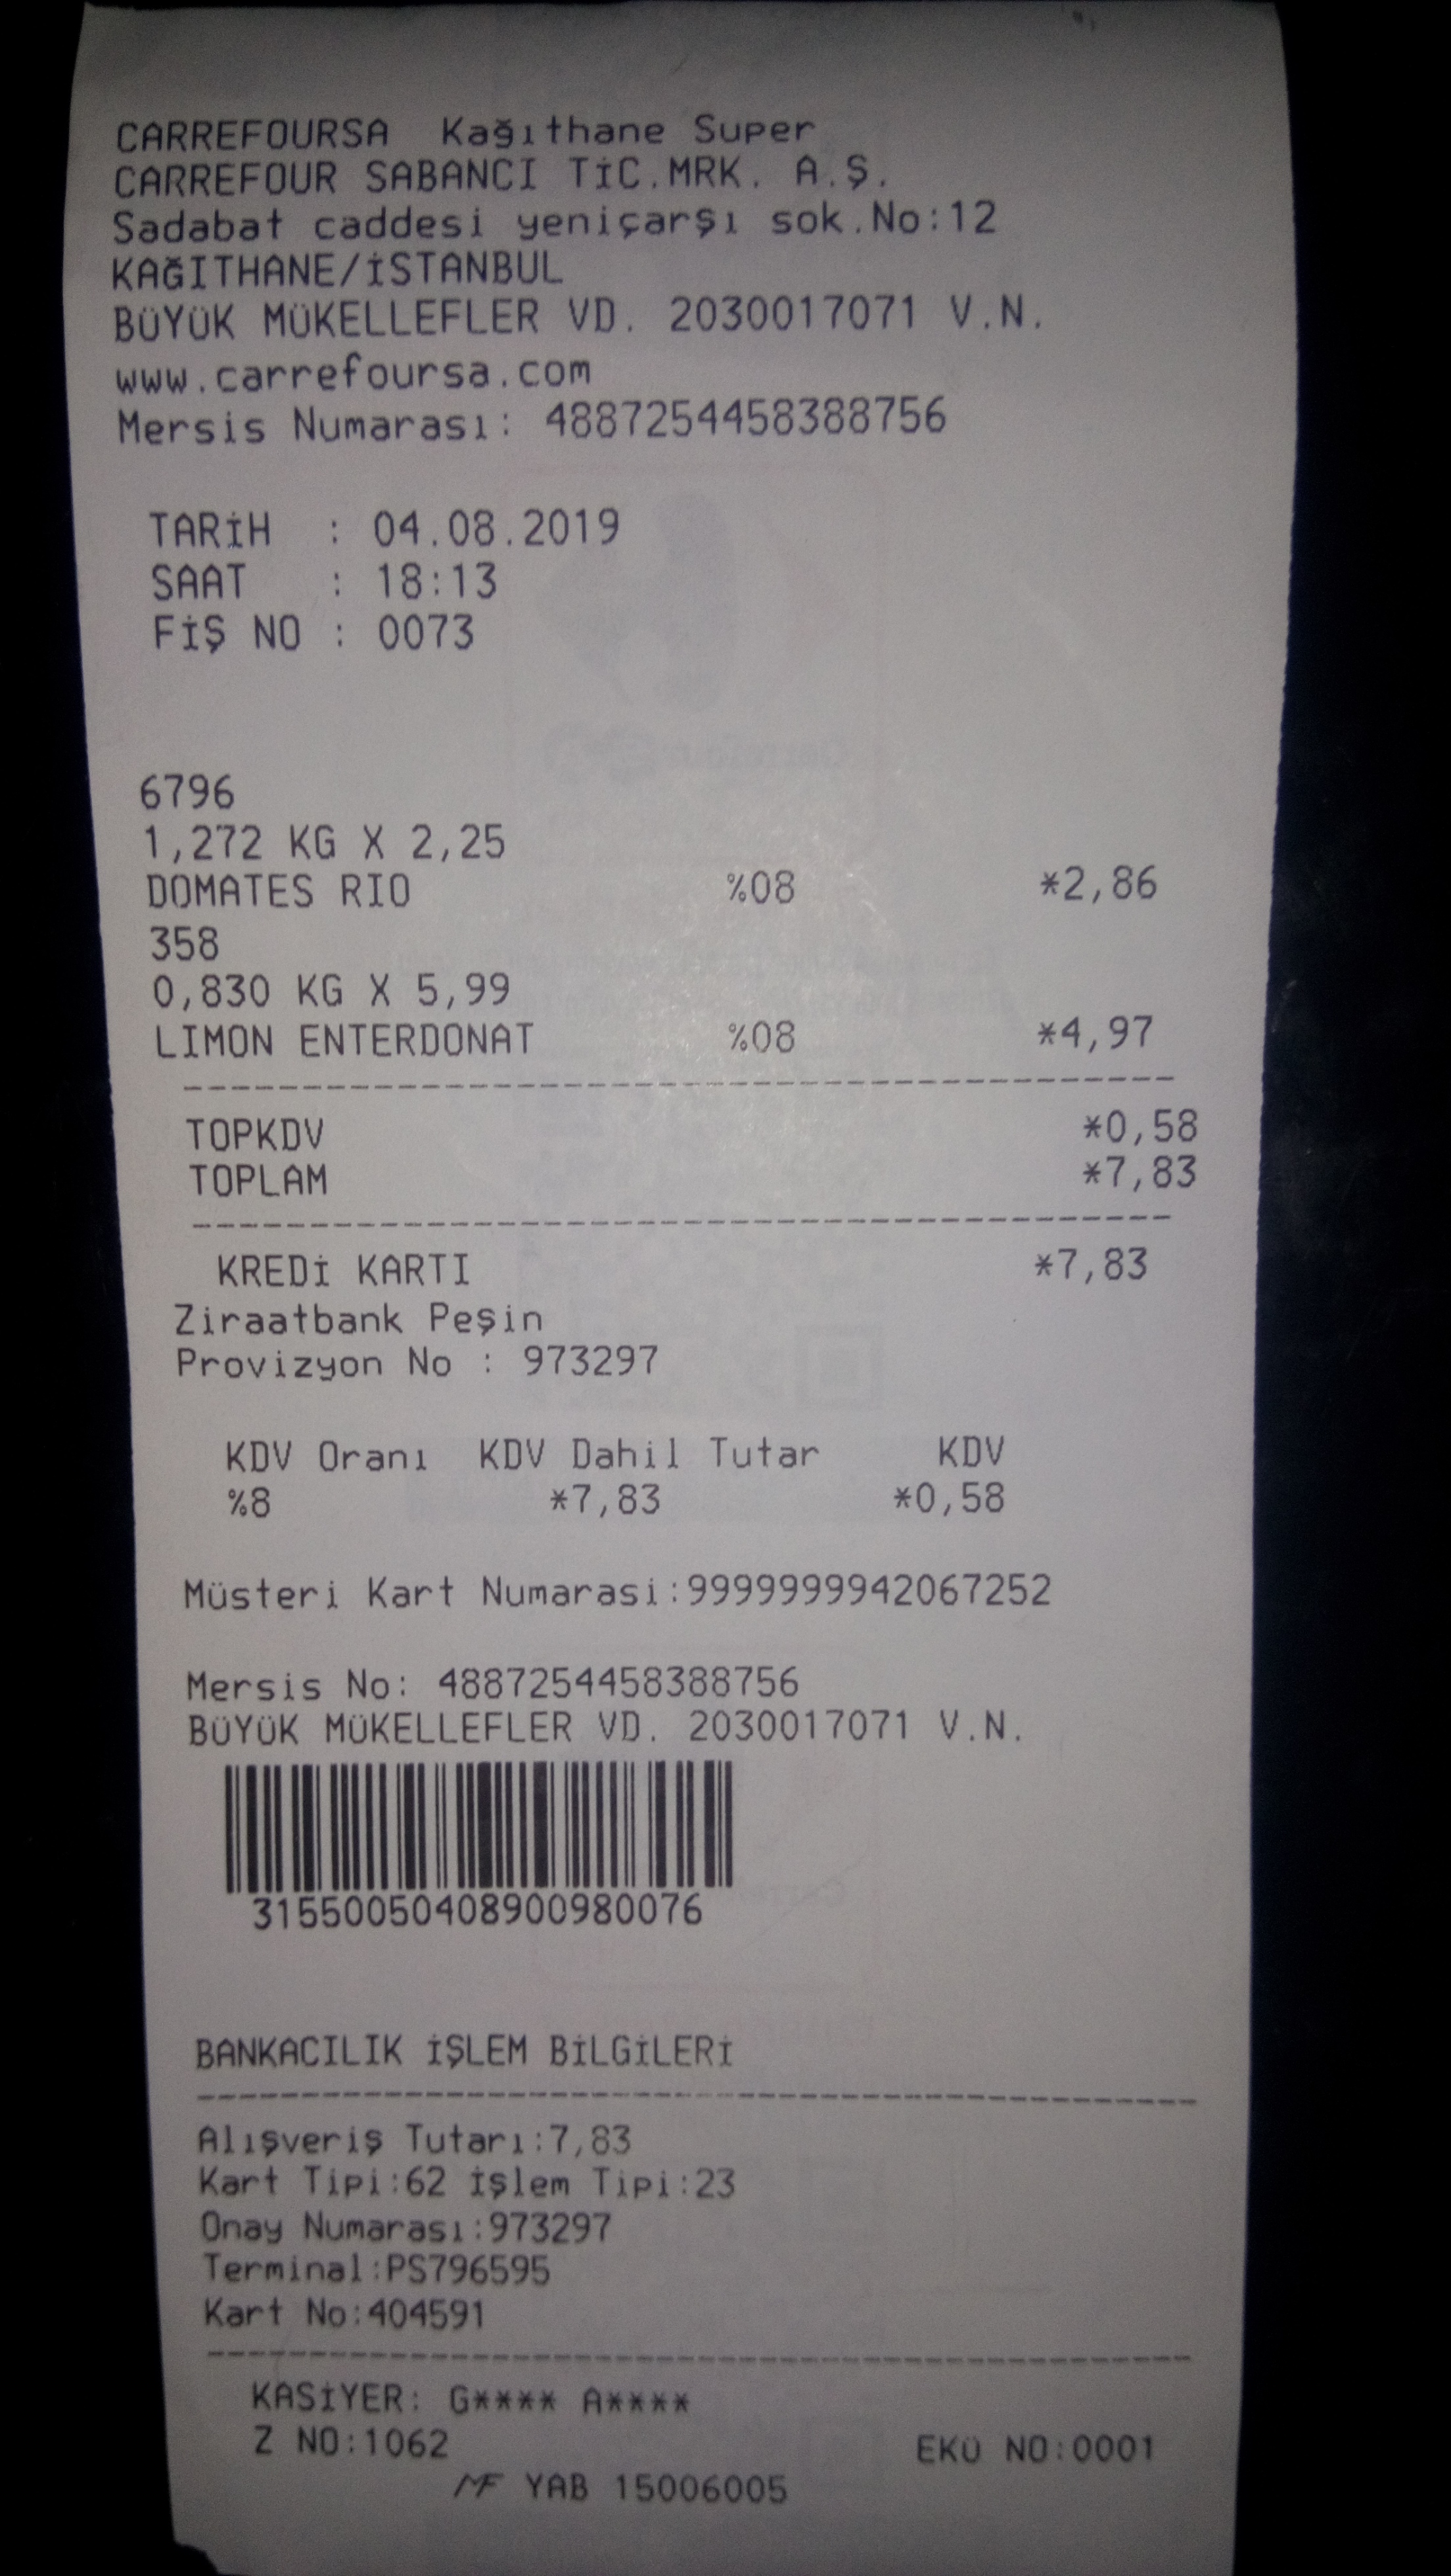 CARREFOURSA Kağıthane Super
CARREFOUR SABANCI TİC.MRK. A.Ş.
Sadabat caddesi yeniçarşı sok.No:12
KAĞITHANE/İSTANBUL
BÜYÜK MÜKELLEFLER VD. 2030017071 V.N.
www.carrefoursa.com
Mersis Numarası: 4887254458388756
TARİH : 04.08.2019
SAAT : 18:13
FİŞ NO : 0073
6796
1,272 KG X 2,25
DOMATES RIO %08 *2,86
358
0,830 KG X 5,99
LIMON ENTERDONAT %08 *4,97
TOPKDV *0,58
TOPLAM *7,83
KREDİ KARTI *7,83
Ziraatbank Peşin
Provizyon No : 973297
KDV Oranı KDV Dahil Tutar KDV
%8 *7,83 *0,58
Müsteri Kart Numarasi:9999999942067252
Mersis No: 4887254458388756
BÜYÜK MÜKELLEFLER VD. 2030017071 V.N.
31550050408900980076
BANKACILIK İŞLEM BİLGİLERİ
Alışveriş Tutarı:7,83
Kart Tipi:62 İşlem Tipi:23
Onay Numarası:973297
Terminal:PS796595
Kart No:404591
KASİYER: G**** A****
Z NO:1062 EKÜ NO:0001
MF YAB 15006005